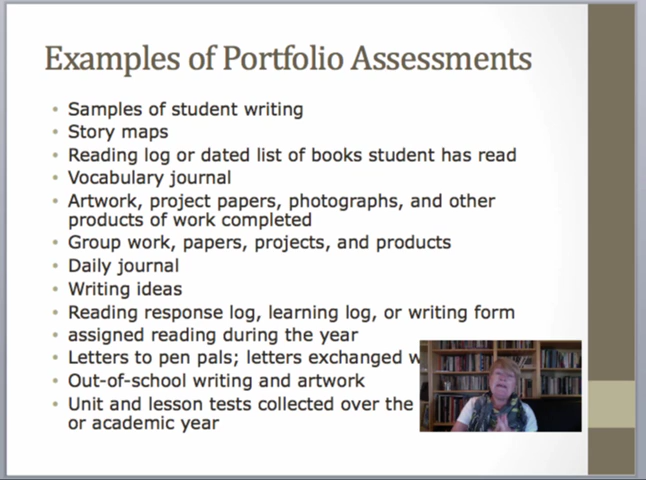 Examples of Portfolio Assessments
• Samples of student writing
• Story maps
• Reading log or dated list of books student has read
• Vocabulary journal
• Artwork, project papers, photographs, and other
products of work completed
• Group work, papers, projects, and products
• Daily journal
• Writing ideas
• Reading response log, learning log, or writing form
• assigned reading during the year
• Letters to pen pals; letters exchanged
• Out-of-school writing and artwork
• Unit and lesson tests collected over the
or academic year